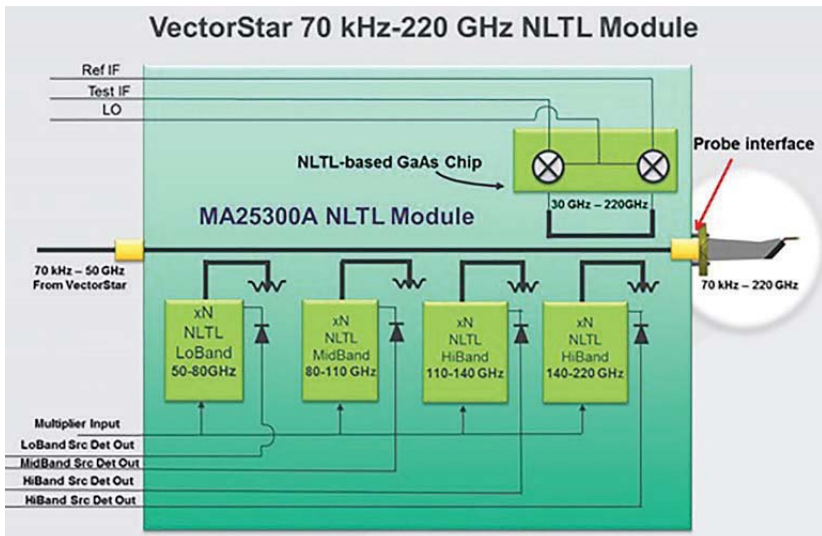 VectorStar 70 kHz-220 GHz NLTL Module
Ref IF
Test IF
LO
NLTL-based GaAs Chip
Probe interface
30 GHz – 220GHz
MA25300A NLTL Module
70 kHz – 50 GHz
From VectorStar
70 kHz – 220 GHz
xN
NLTL
LoBand
50-80GHz
xN
NLTL
MidBand
80-110 GHz
xN
NLTL
HiBand
110-140 GHz
xN
NLTL
HiBand
140-220 GHz
Multiplier Input
LoBand Src Det Out
MidBand Src Det Out
HiBand Src Det Out
HiBand Src Det Out